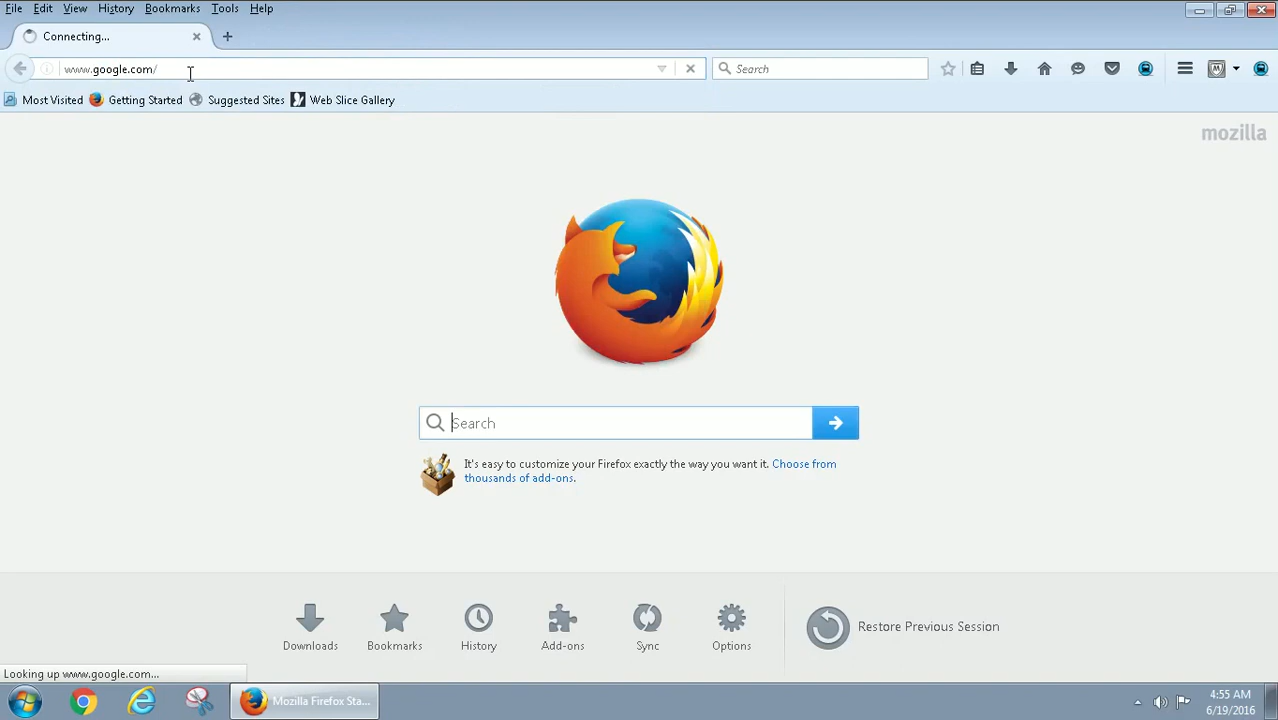 File Edit View History Bookmarks Tools Help
Connecting...
www.google.com/
Search
Most Visited Getting Started Suggested Sites Web Slice Gallery
mozilla
Search
It's easy to customize your Firefox exactly the way you want it. Choose from
thousands of add-ons.
Downloads Bookmarks History Add-ons Sync Options Restore Previous Session
Looking up www.google.com...
Mozilla Firefox Sta...
4:55 AM
6/19/2016